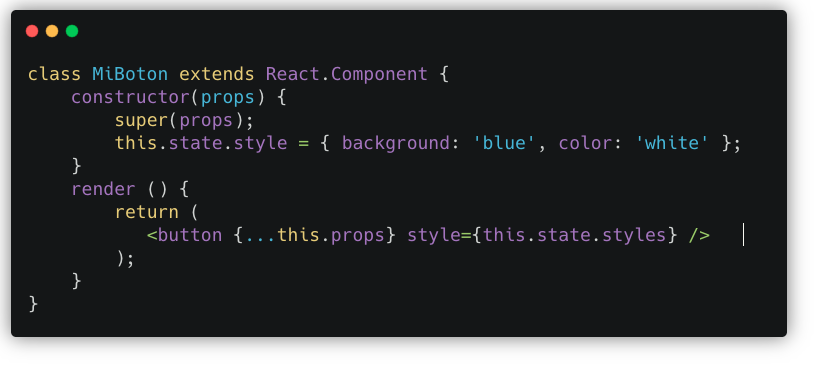 class MiBoton extends React.Component {
    constructor(props) {
        super(props);
        this.state.style = { background: 'blue', color: 'white' };
    }
    render () {
        return (
           <button {...this.props} style={this.state.styles} />
        );
    }
}